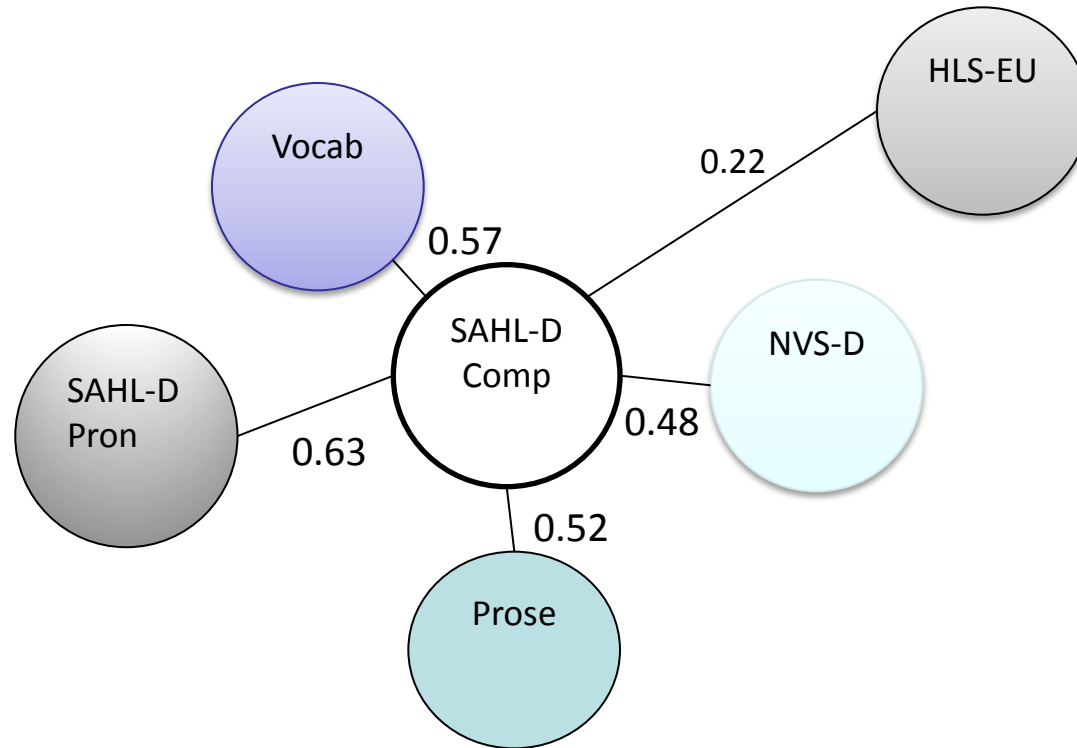 HLS-EU
Vocab
0.22
0.57
SAHL-D
Comp
NVS-D
SAHL-D
Pron
0.48
0.63
0.52
Prose